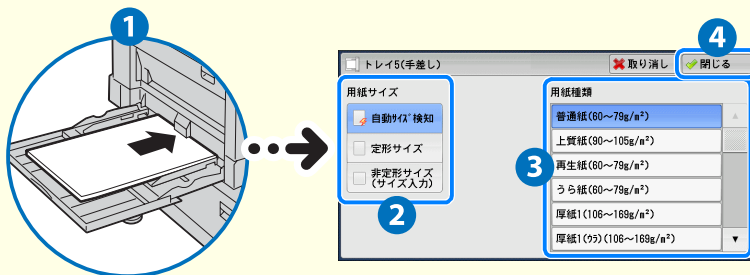 1
4
トレイ5(手差し)
取り消し
閉じる
用紙サイズ
自動ｻｲｽﾞ検知
定形サイズ
非定形サイズ
(サイズ入力)
2
用紙種類
普通紙(60～79g/m²)
上質紙(90～105g/m²)
再生紙(60～79g/m²)
うら紙(60～79g/m²)
厚紙1(106～169g/m²)
厚紙1(ｳﾗ)(106～169g/m²)
3